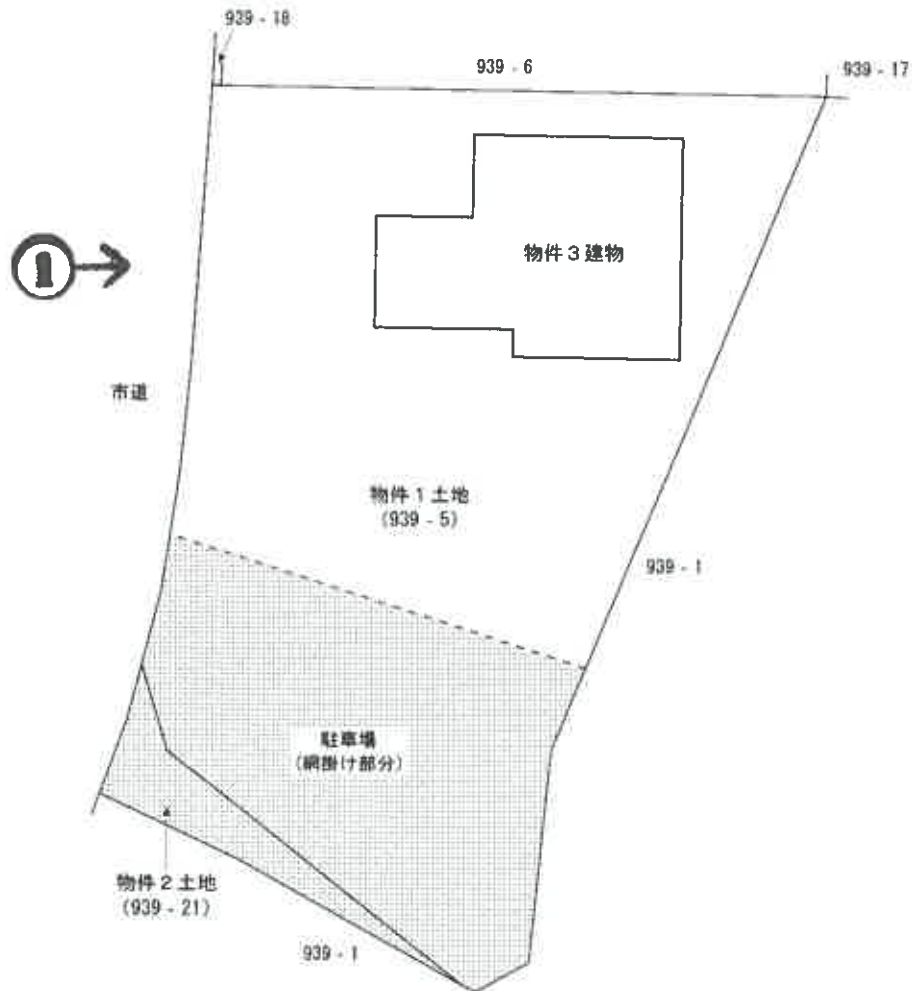 939 - 18
939 - 6
939 - 17
物件3建物
1
市道
物件1土地
(939 - 5)
939 - 1
駐車場
(網掛け部分)
物件2土地
(939 - 21)
939 - 1